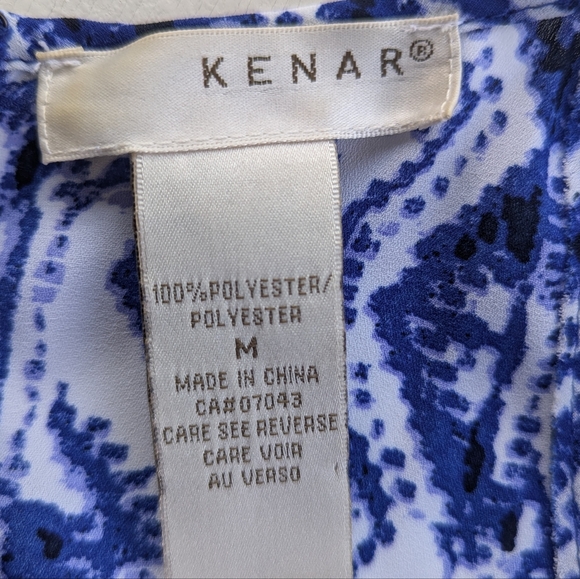 KENAR®
100%POLYESTER/
POLYESTER
M
MADE IN CHINA
CA#07043
CARE SEE REVERSE
CARE VOIR
AU VERSO